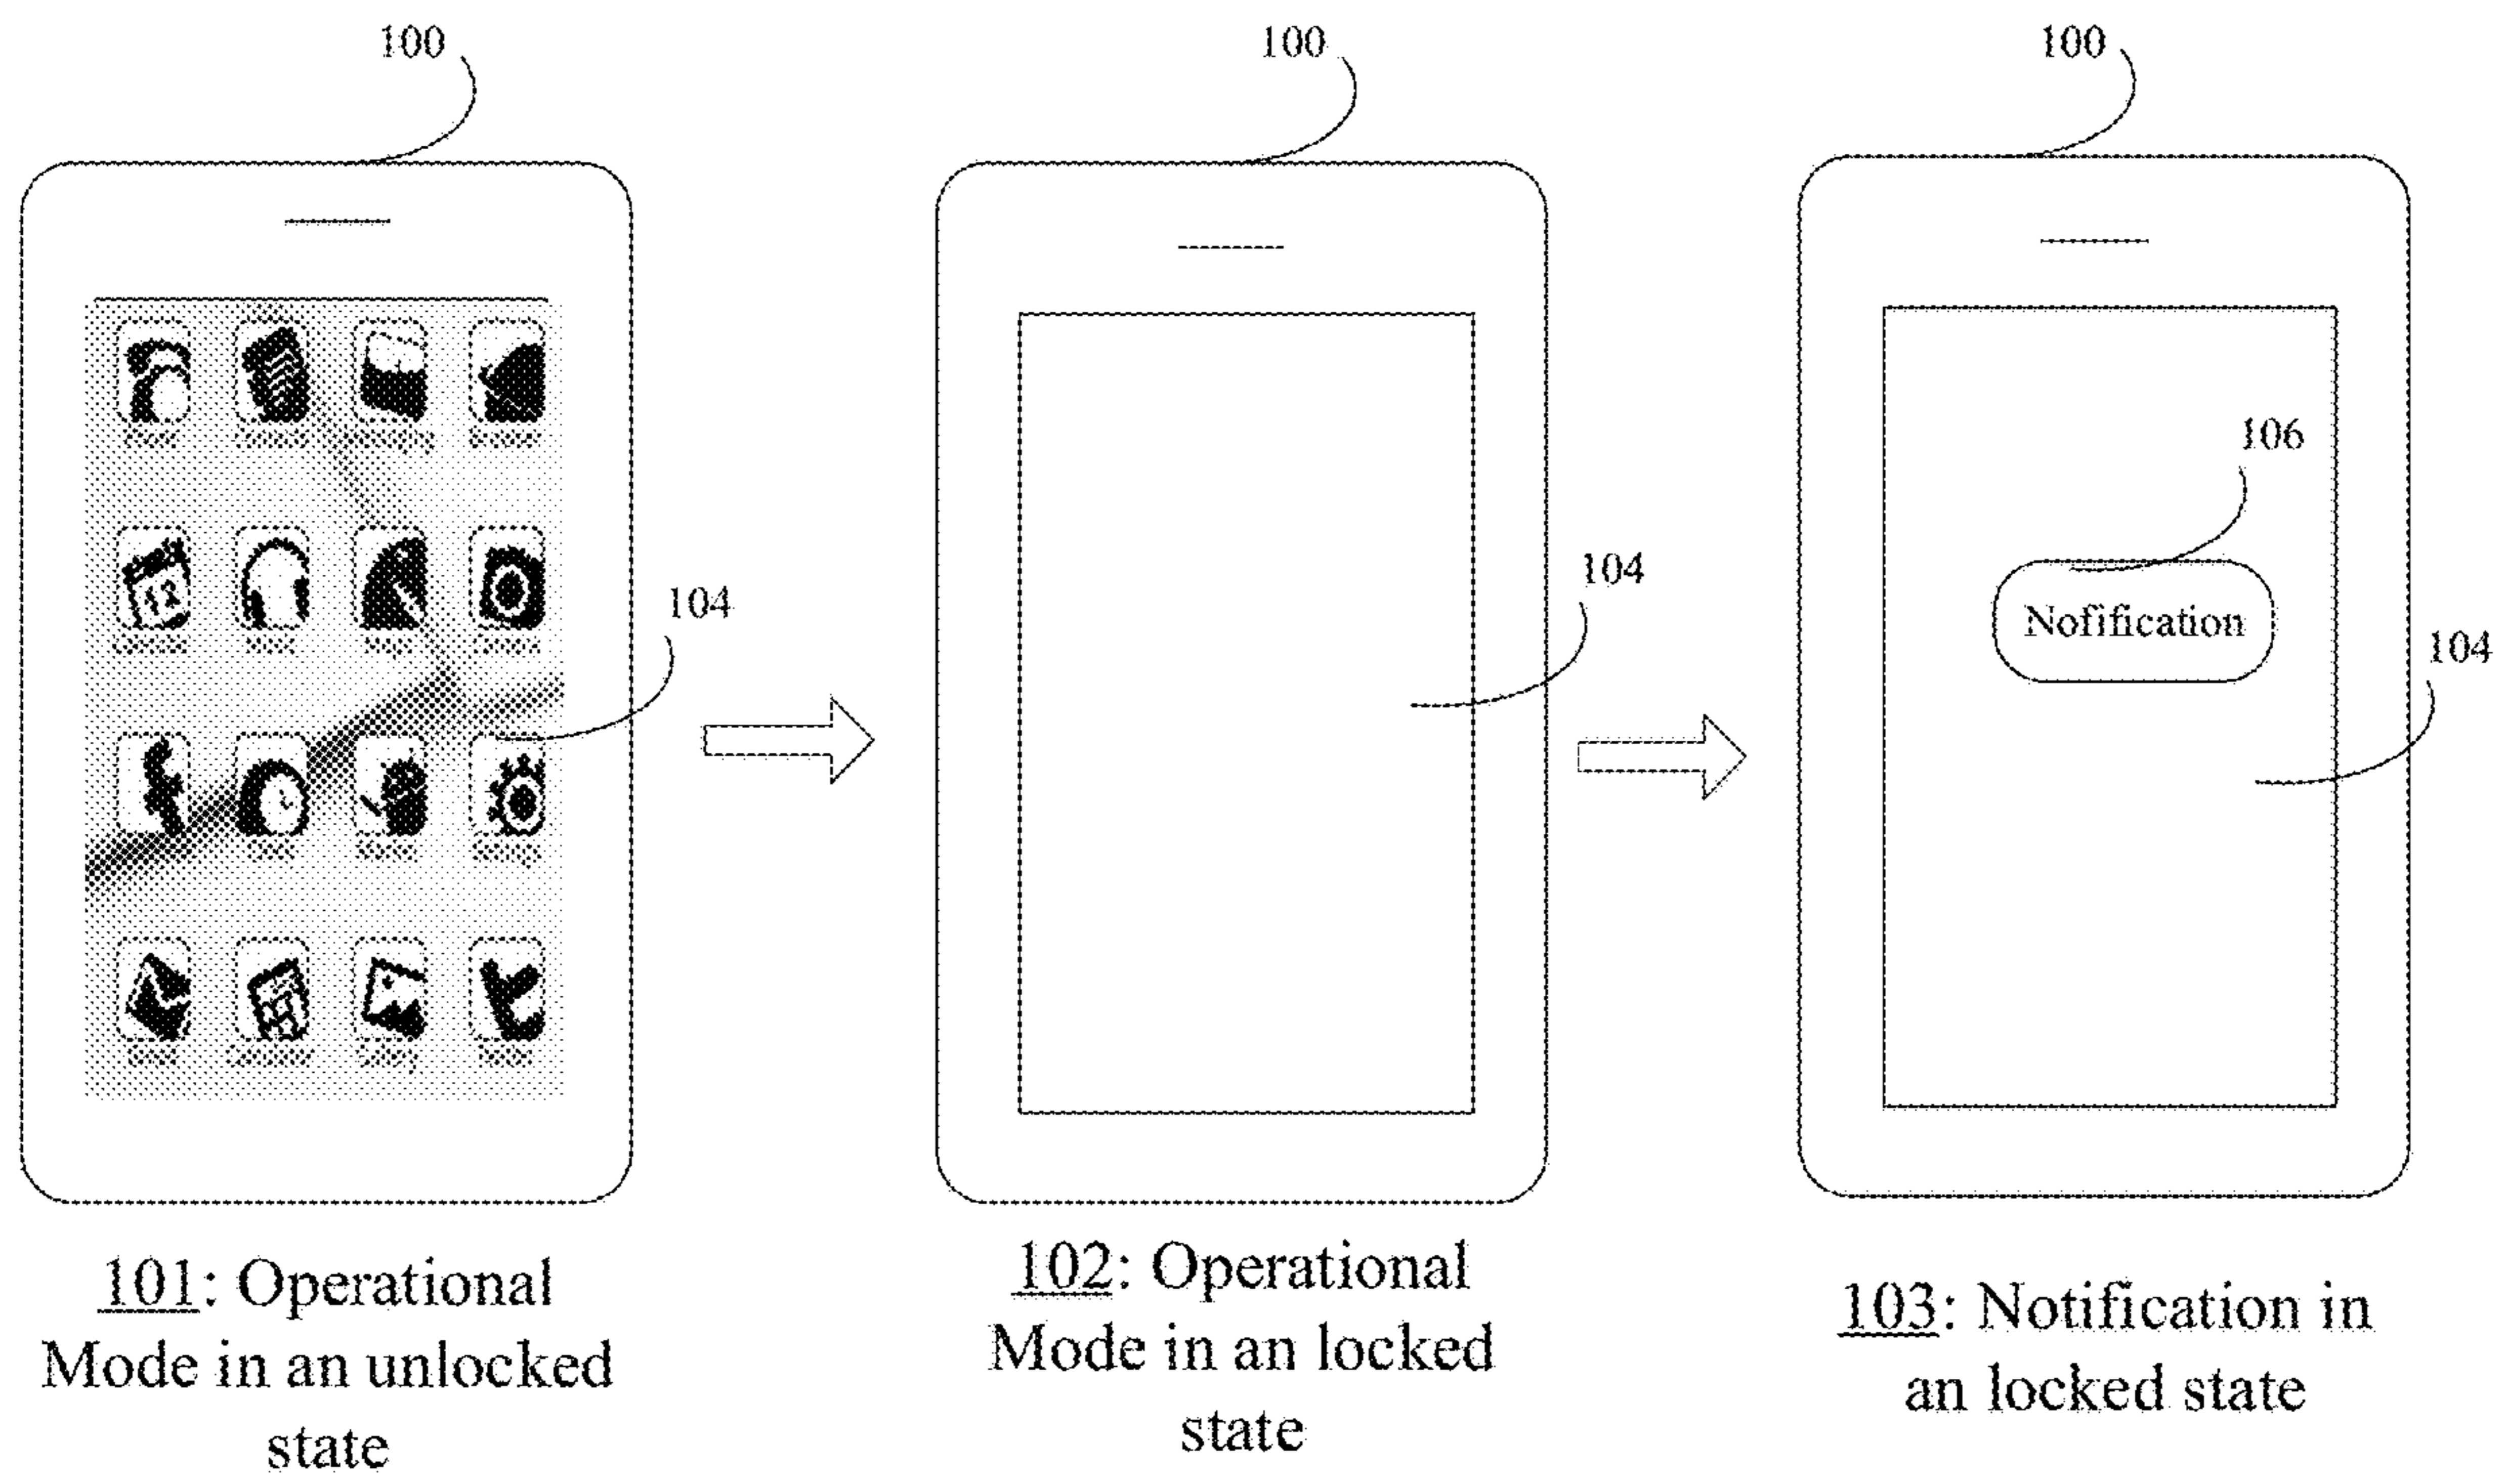 100
100
100
106
104
104
Nofification
104
101: Operational
Mode in an unlocked
state
102: Operational
Mode in an locked
state
103: Notification in
an locked state